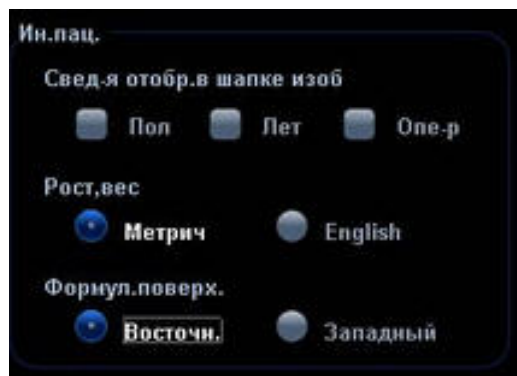 Ин.пац.
Свед-я отобр.в шапке изоб
Пол Лет Опе-р
Рост,вес
Метрич English
Формул.поверх.
Восточн. Западный